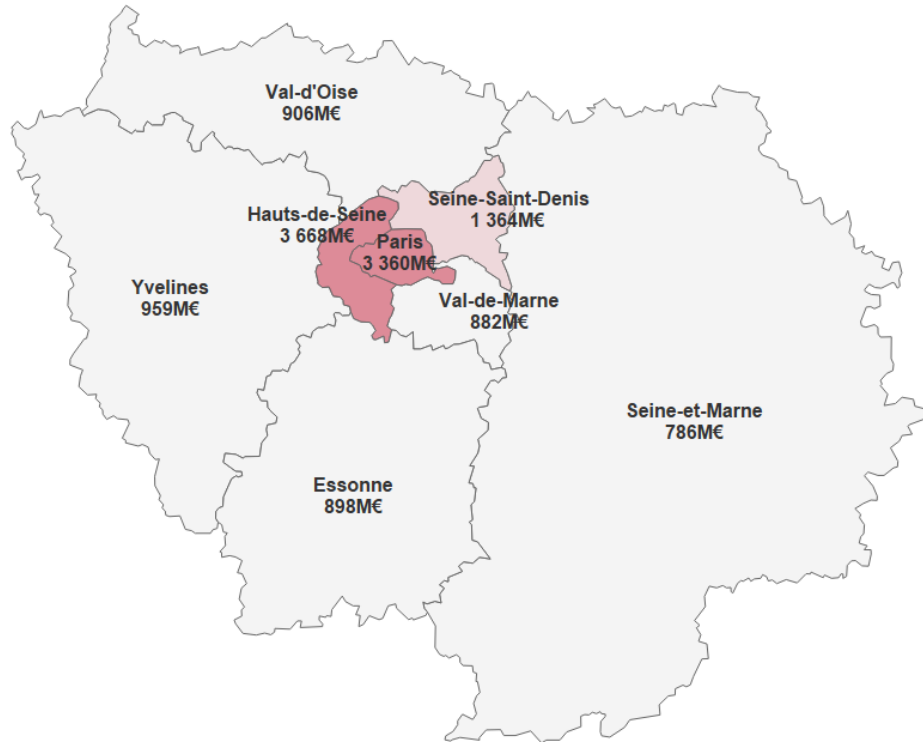 Val-d'Oise
906M€
Seine-Saint-Denis
1 364M€
Hauts-de-Seine
3 668M€
Paris
3 360M€
Yvelines
959M€
Val-de-Marne
882M€
Seine-et-Marne
786M€
Essonne
898M€